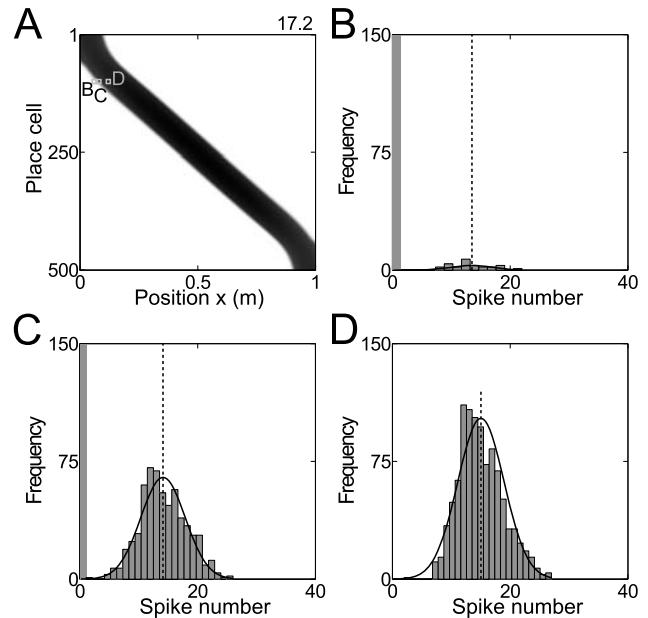 A
17.2
1
250
500
Place cell
B
C
D
0
0.5
1
Position x (m)
B
150
75
0
Frequency
0
20
40
Spike number
C
150
75
0
Frequency
0
20
40
Spike number
D
150
75
0
Frequency
0
20
40
Spike number